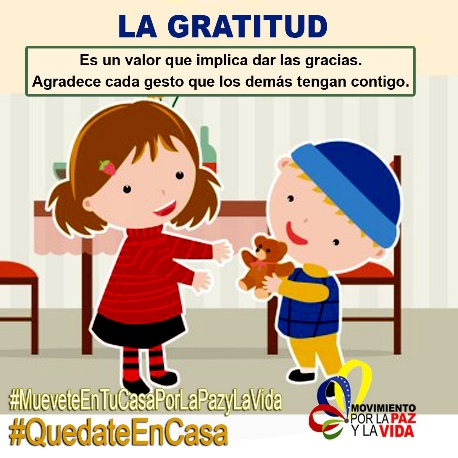 LA GRATITUD
Es un valor que implica dar las gracias.
Agradece cada gesto que los demás tengan contigo.
#MueveteEnTuCasaPorLaPazyLaVida
#QuedateEnCasa
MOVIMIENTO
POR LA PAZ
Y LA VIDA